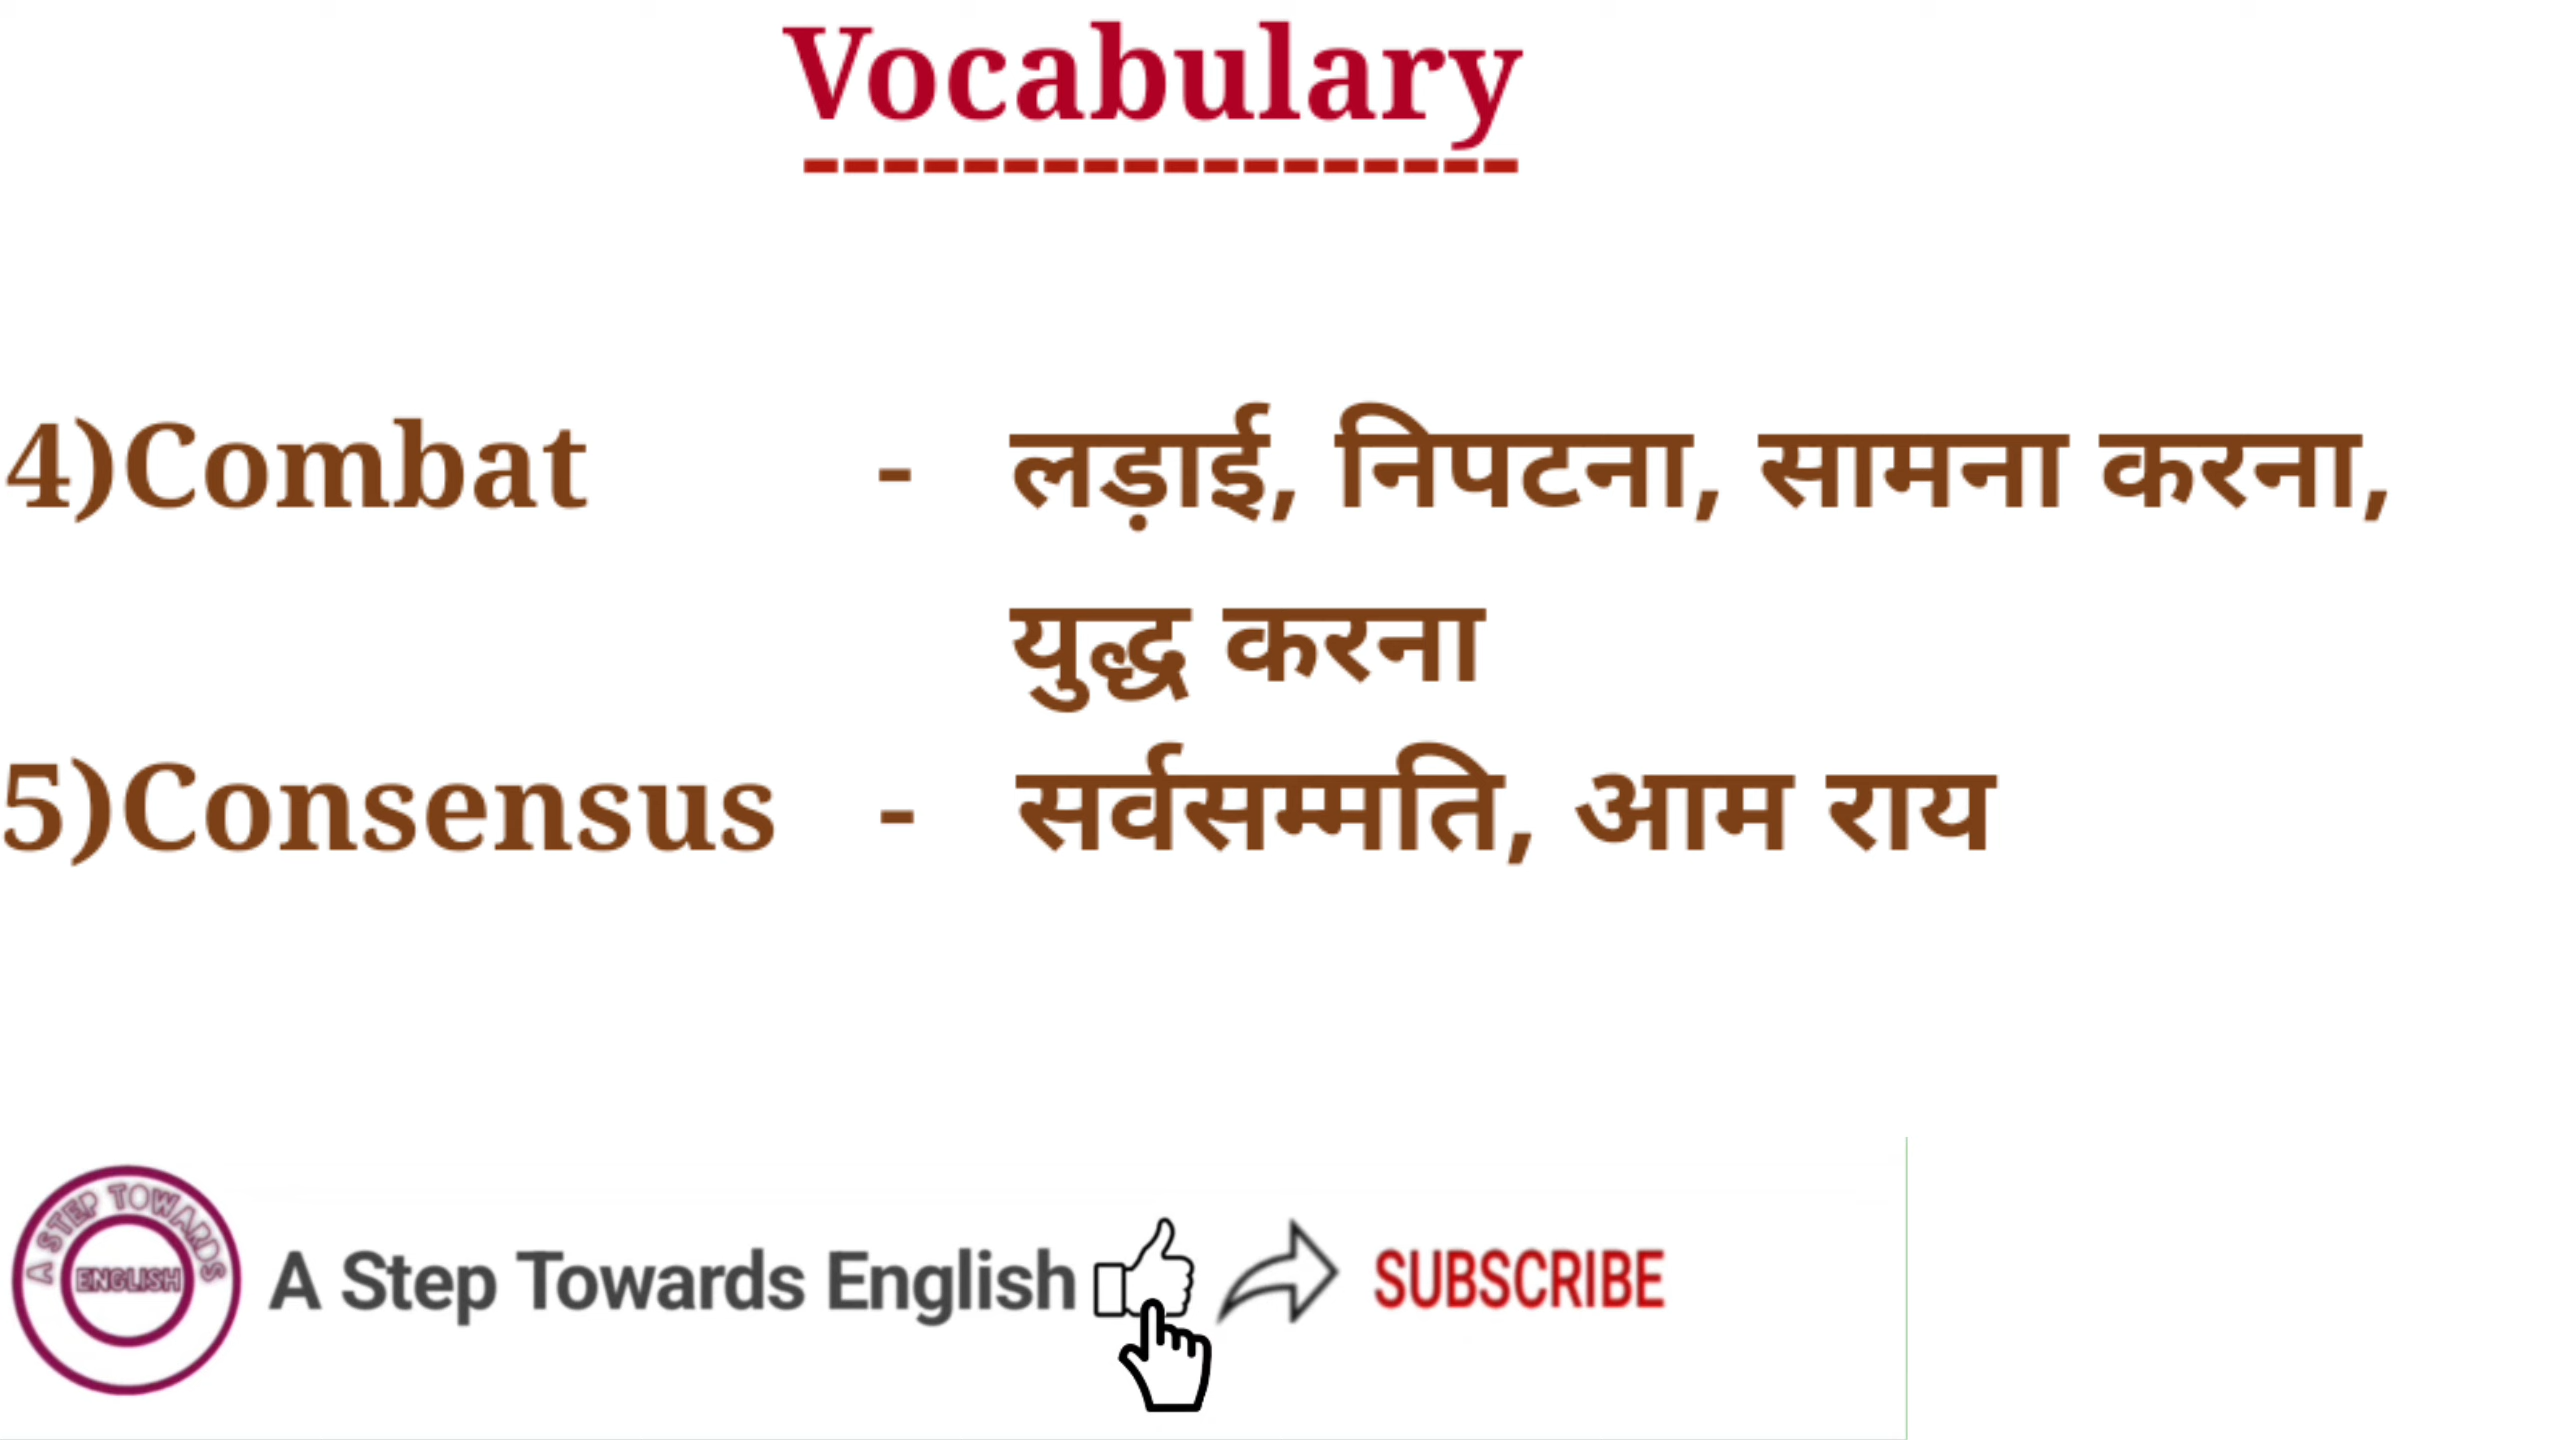 Vocabulary
------------------
4)Combat - लड़ाई, निपटना, सामना करना,
युद्ध करना
5)Consensus - सर्वसम्मति, आम राय
A STEP TOWARDS
ENGLISH
A Step Towards English SUBSCRIBE